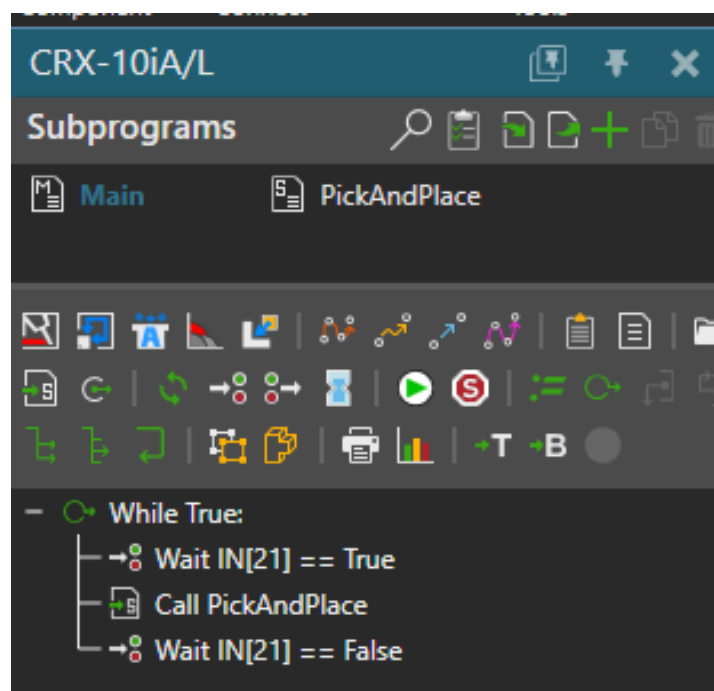 CRX-10iA/L
Subprograms
Main
PickAndPlace
While True:
Wait IN[21] == True
Call PickAndPlace
Wait IN[21] == False